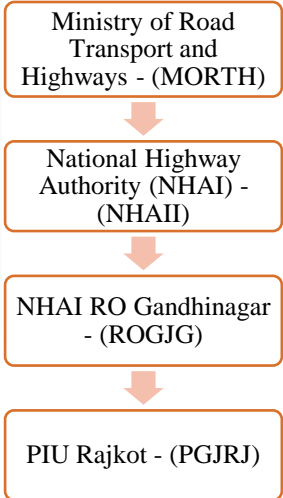 Ministry of Road
Transport and
Highways - (MORTH)
National Highway
Authority (NHAI) -
(NHAII)
NHAI RO Gandhinagar
- (ROGJG)
PIU Rajkot - (PGJRJ)